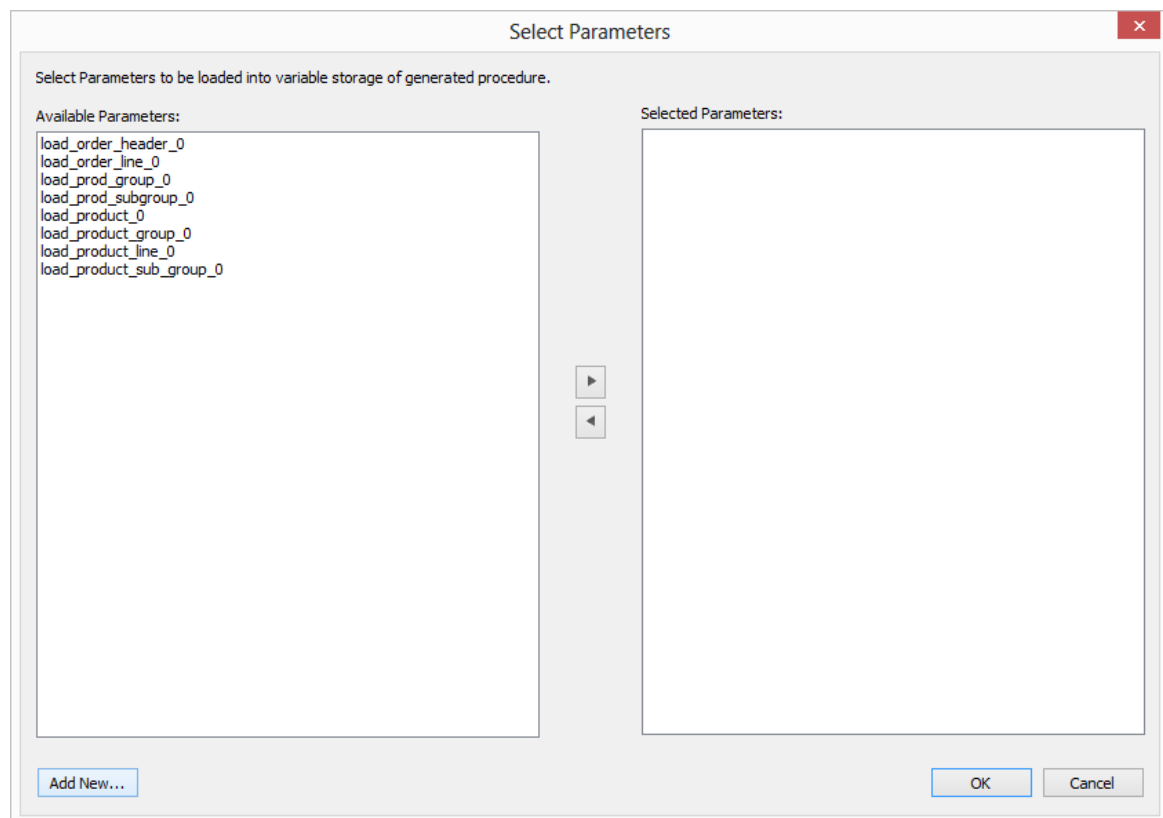 Select Parameters
Select Parameters to be loaded into variable storage of generated procedure.
Available Parameters:
load_order_header_0
load_order_line_0
load_prod_group_0
load_prod_subgroup_0
load_product_0
load_product_group_0
load_product_line_0
load_product_sub_group_0
Selected Parameters:
Add New...
OK
Cancel